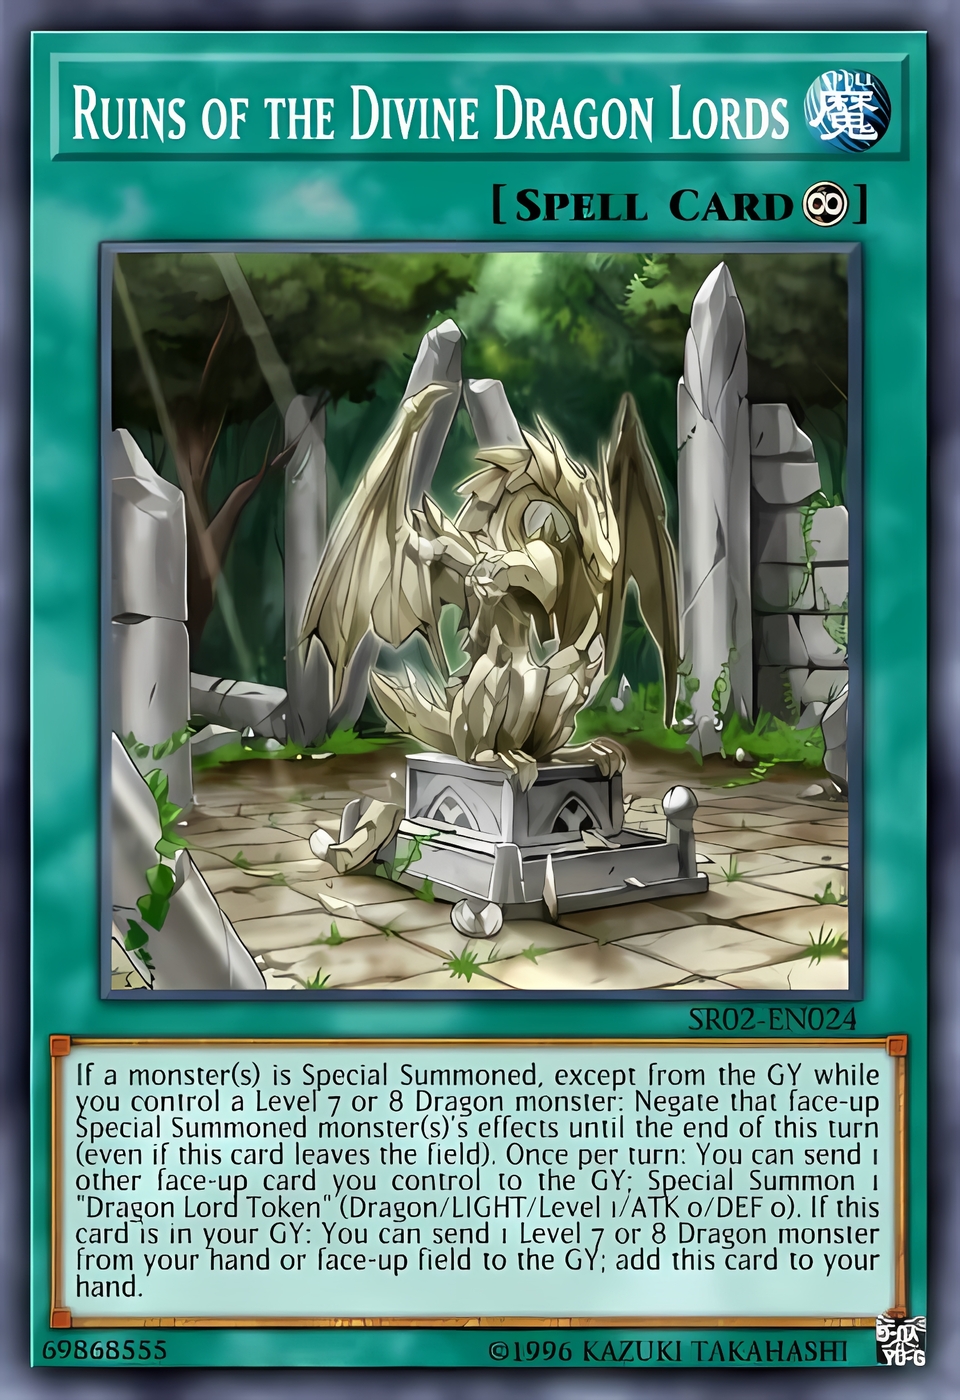 Ruins of the Divine Dragon Lords 魔
[Spell Card]
SR02-EN024
If a monster(s) is Special Summoned, except from the GY while
you control a Level 7 or 8 Dragon monster: Negate that face-up
Special Summoned monster(s)'s effects until the end of this turn
(even if this card leaves the field). Once per turn: You can send 1
other face-up card you control to the GY; Special Summon 1
"Dragon Lord Token" (Dragon/LIGHT/Level 1/ATK 0/DEF 0). If this
card is in your GY: You can send 1 Level 7 or 8 Dragon monster
from your hand or face-up field to the GY; add this card to your
hand.
69868555
©1996 KAZUKI TAKAHASHI